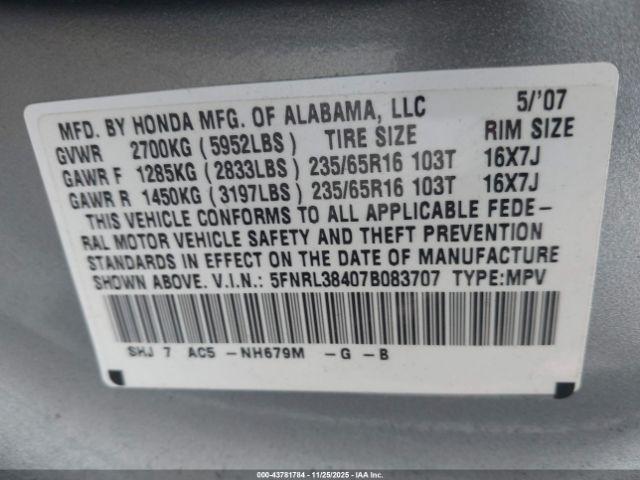 MFD. BY HONDA MFG. OF ALABAMA, LLC 5/'07
GVWR 2700KG (5952LBS) TIRE SIZE RIM SIZE
GAWR F 1285KG (2833LBS) 235/65R16 103T 16X7J
GAWR R 1450KG (3197LBS) 235/65R16 103T 16X7J
THIS VEHICLE CONFORMS TO ALL APPLICABLE FEDE-
RAL MOTOR VEHICLE SAFETY AND THEFT PREVENTION
STANDARDS IN EFFECT ON THE DATE OF MANUFACTURE
SHOWN ABOVE. V.I.N.: 5FNRL38407B083707 TYPE:MPV
SHJ 7 AC5-NH679M -G -B
000-43781784 | 11/25/2025 | IAA Inc.